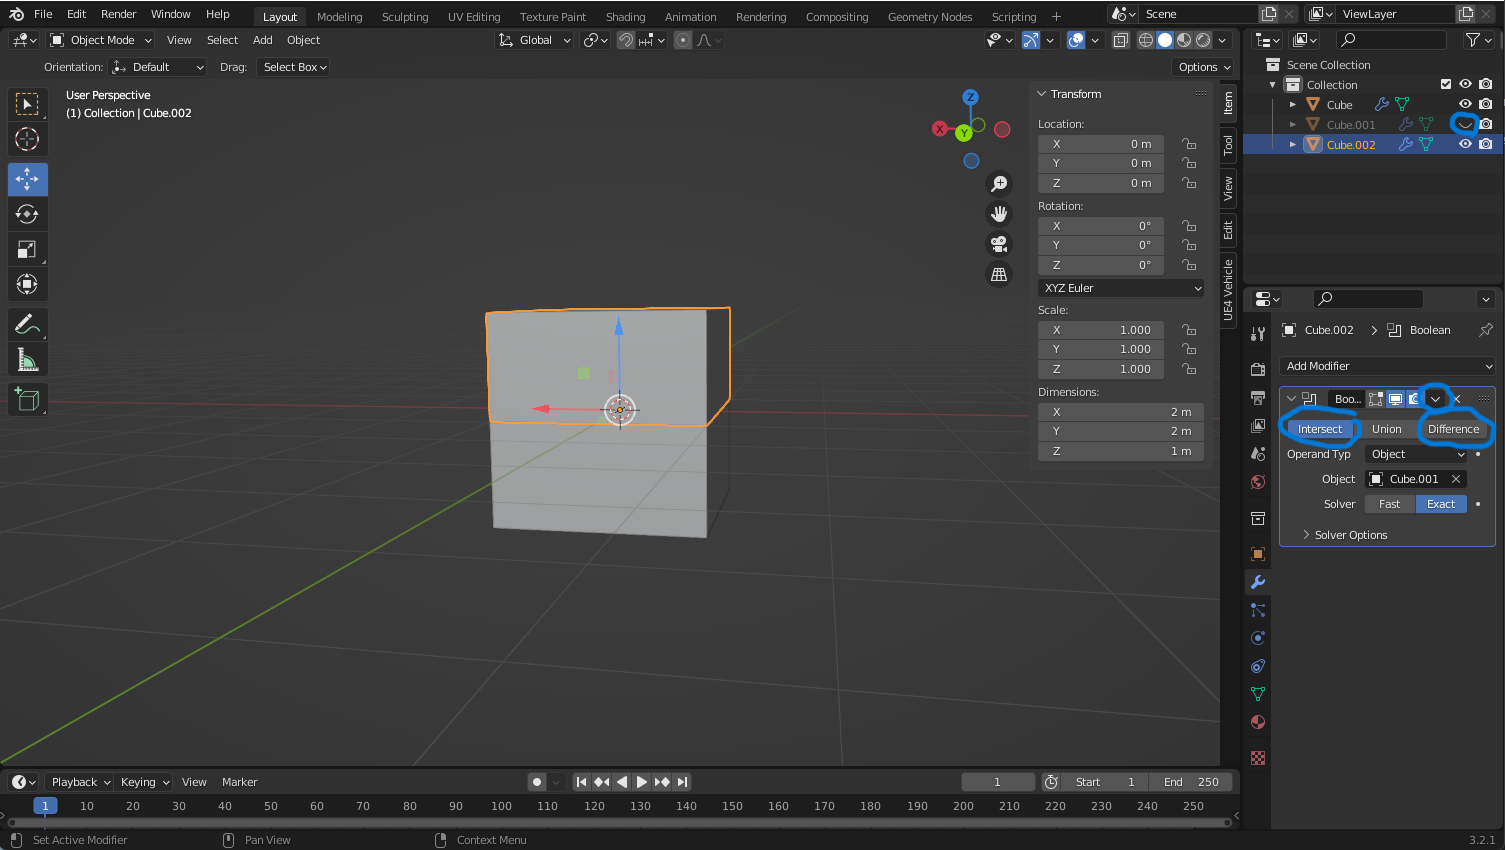 File Edit Render Window Help Layout Modeling Sculpting UV Editing Texture Paint Shading Animation Rendering Compositing Geometry Nodes Scripting + Scene ViewLayer
Object Mode View Select Add Object Global
Orientation: Default Drag: Select Box Options
User Perspective
(1) Collection | Cube.002
Z
X
Y
Transform
Location:
X 0 m
Y 0 m
Z 0 m
Rotation:
X 0°
Y 0°
Z 0°
XYZ Euler
Scale:
X 1.000
Y 1.000
Z 1.000
Dimensions:
X 2 m
Y 2 m
Z 1 m
Item
Tool
View
Edit
UE4 Vehicle
Scene Collection
Collection
Cube
Cube.001
Cube.002
Cube.002 > Boolean
Add Modifier
Boo...
Intersect Union Difference
Operand Typ Object
Object Cube.001
Solver Fast Exact
Solver Options
Playback Keying View Marker 1 Start 1 End 250
1 10 20 30 40 50 60 70 80 90 100 110 120 130 140 150 160 170 180 190 200 210 220 230 240 250
Set Active Modifier Pan View Context Menu 3.2.1